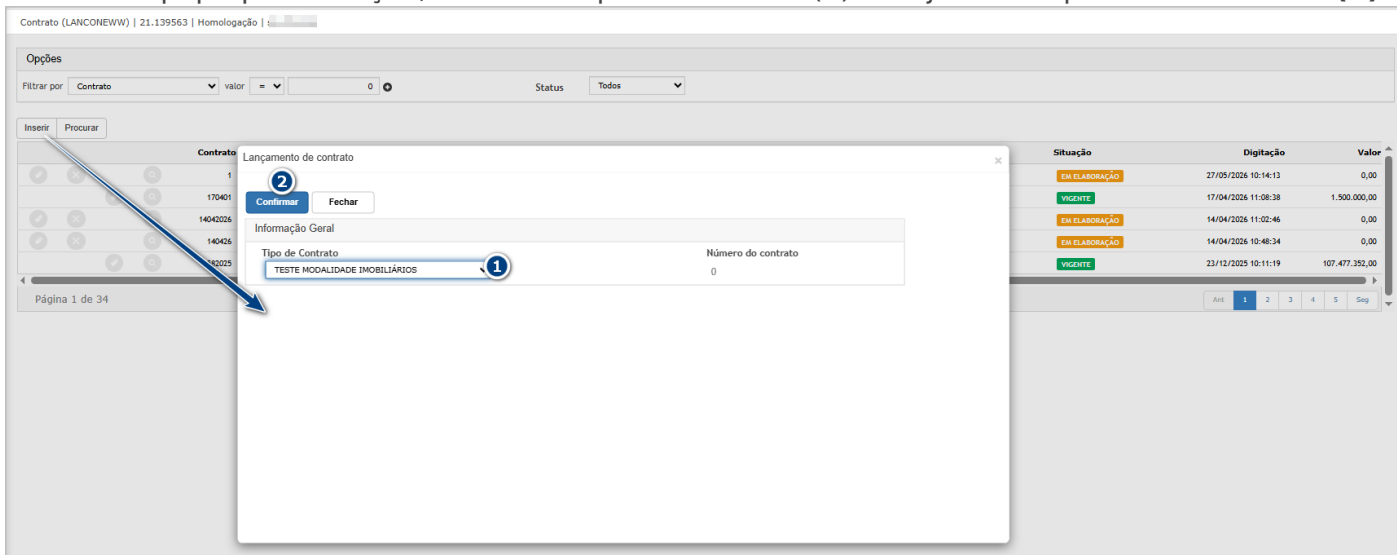 Contrato (LANCONEWW) | 21.139563 | Homologação |
Opções
Filtrar por Contrato valor = 0 Status Todos
Inserir Procurar
Contrato Situação Digitação Valor
Lançamento de contrato ×
1 EM ELABORAÇÃO 27/05/2026 10:14:13 0,00
2
170401 VIGENTE 17/04/2026 11:08:38 1.500.000,00
Confirmar Fechar
14042026 EM ELABORAÇÃO 14/04/2026 11:02:46 0,00
Informação Geral
140426 EM ELABORAÇÃO 14/04/2026 10:48:34 0,00
Tipo de Contrato Número do contrato
82025 VIGENTE 23/12/2025 10:11:19 107.477.352,00
TESTE MODALIDADE IMOBILIÁRIOS 1 0
Página 1 de 34 Ant 1 2 3 4 5 Seg